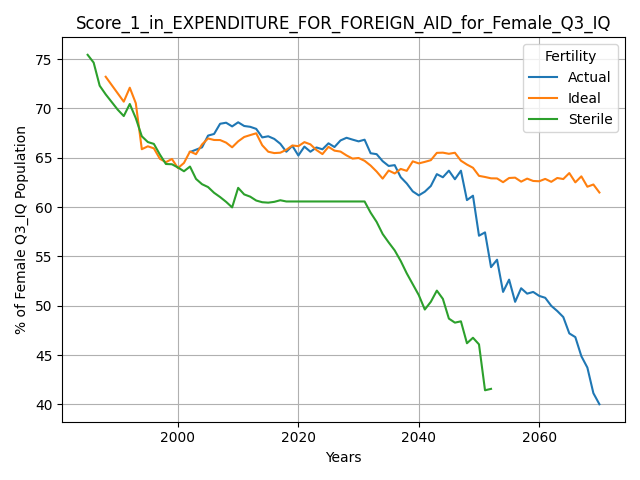 Score_1_in_EXPENDITURE_FOR_FOREIGN_AID_for_Female_Q3_IQ
Fertility
Actual
Ideal
Sterile
% of Female Q3_IQ Population
75
70
65
60
55
50
45
40
2000
2020
2040
2060
Years